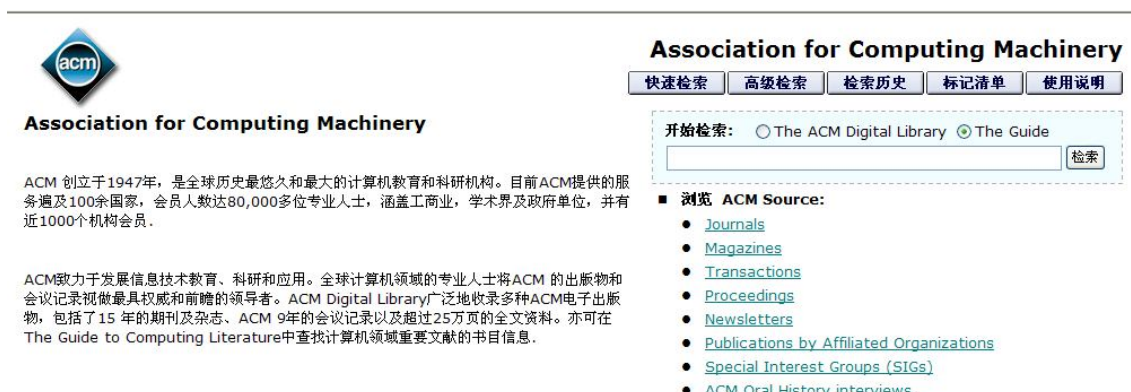 acm
Association for Computing Machinery
ACM 创立于1947年，是全球历史最悠久和最大的计算机教育和科研机构。目前ACM提供的服
务遍及100余国家，会员人数达80,000多位专业人士，涵盖工商业，学术界及政府单位，并有
近1000个机构会员.
ACM致力于发展信息技术教育、科研和应用。全球计算机领域的专业人士将ACM 的出版物和
会议记录视做最具权威和前瞻的领导者。ACM Digital Library广泛地收录多种ACM电子出版
物，包括了15 年的期刊及杂志、ACM 9年的会议记录以及超过25万页的全文资料。亦可在
The Guide to Computing Literature中查找计算机领域重要文献的书目信息.
Association for Computing Machinery
快速检索 高级检索 检索历史 标记清单 使用说明
开始检索: The ACM Digital Library The Guide
检索
浏览 ACM Source:
Journals
Magazines
Transactions
Proceedings
Newsletters
Publications by Affiliated Organizations
Special Interest Groups (SIGs)
ACM Oral History interviews